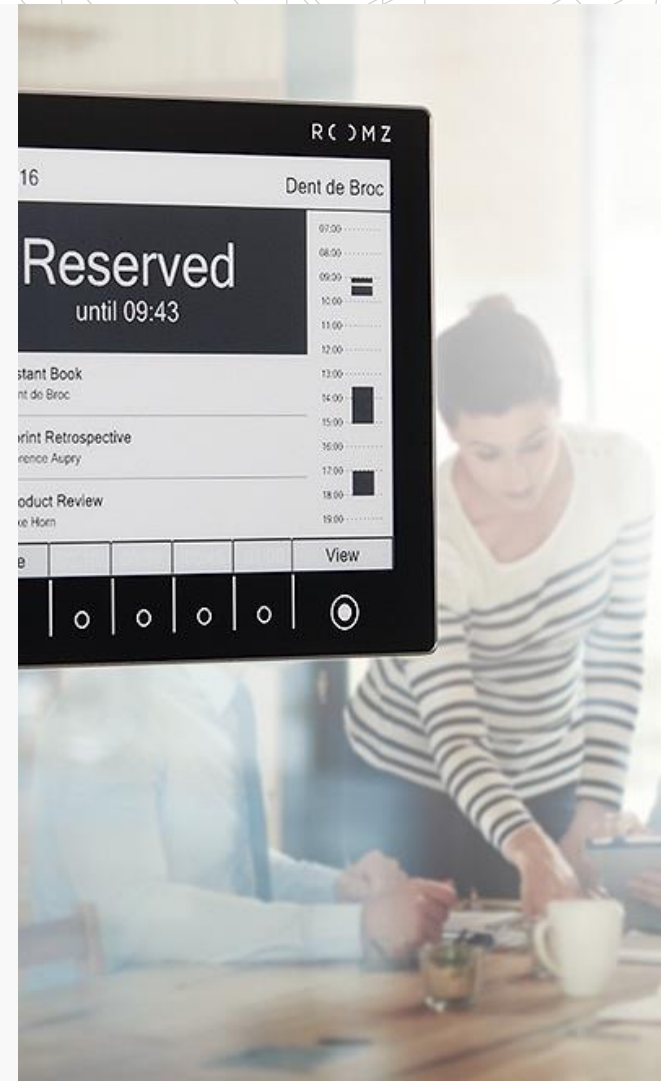 R( )MZ
16
Dent de Broc
Reserved
until 09:43
stant Book
nt de Broc
rint Retrospective
rence Aupry
oduct Review
ke Horn
07:00
08:00
09:00
10:00
11:00
12:00
13:00
14:00
15:00
16:00
17:00
18:00
19:00
e
View